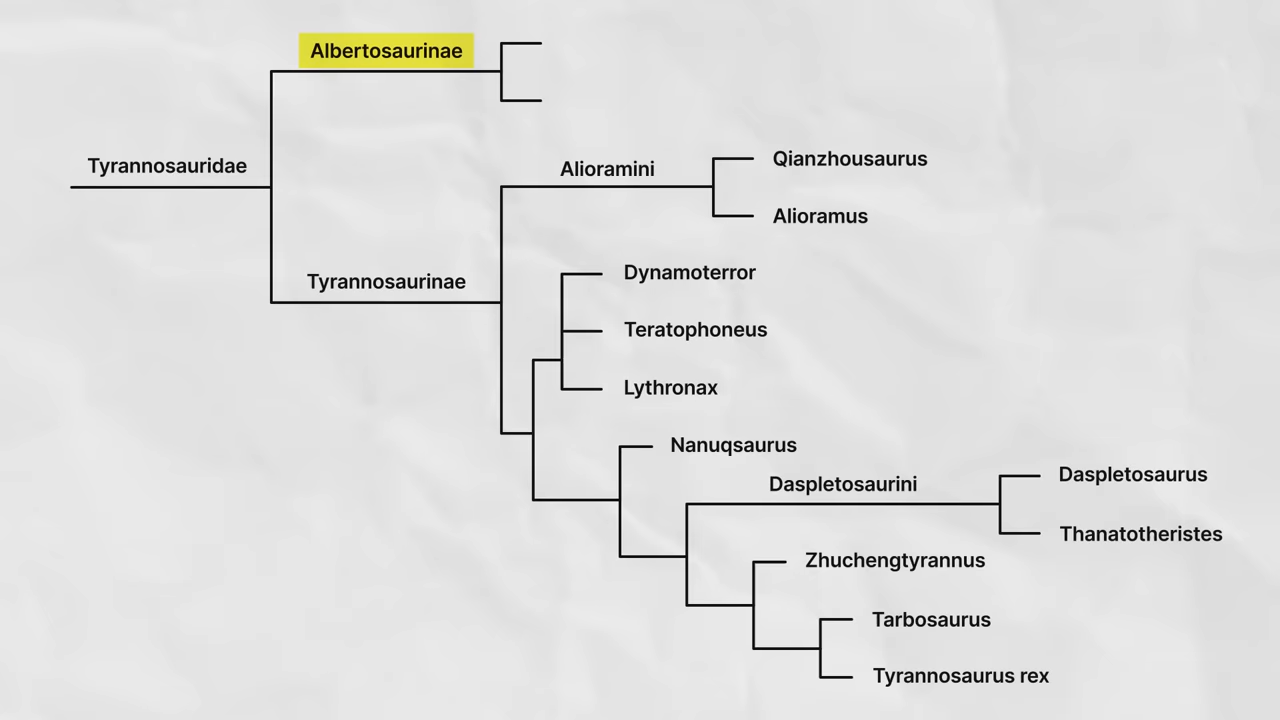 Albertosaurinae
Tyrannosauridae
Alioramini
Qianzhousaurus
Alioramus
Tyrannosaurinae
Dynamoterror
Teratophoneus
Lythronax
Nanuqsaurus
Daspletosaurini
Daspletosaurus
Thanatotheristes
Zhuchengtyrannus
Tarbosaurus
Tyrannosaurus rex